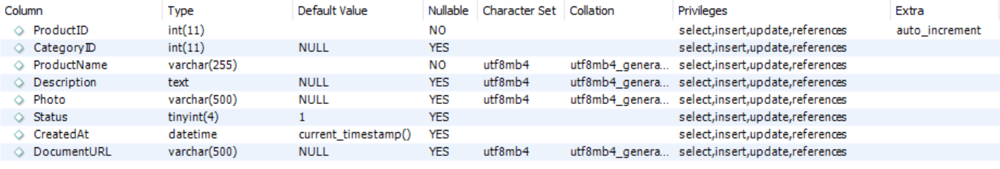 Column Type Default Value Nullable Character Set Collation Privileges Extra
ProductID int(11) NO select,insert,update,references auto_increment
CategoryID int(11) NULL YES select,insert,update,references
ProductName varchar(255) NO utf8mb4 utf8mb4_genera... select,insert,update,references
Description text NULL YES utf8mb4 utf8mb4_genera... select,insert,update,references
Photo varchar(500) NULL YES utf8mb4 utf8mb4_genera... select,insert,update,references
Status tinyint(4) 1 YES select,insert,update,references
CreatedAt datetime current_timestamp() YES select,insert,update,references
DocumentURL varchar(500) NULL YES utf8mb4 utf8mb4_genera... select,insert,update,references